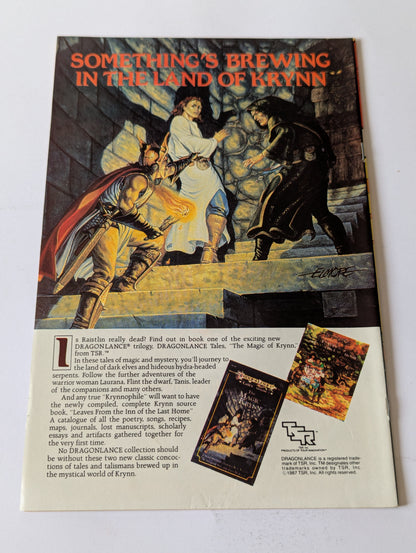 SOMETHING'S BREWING
IN THE LAND OF KRYNN™
ELMORE
Is Raistlin really dead? Find out in book one of the exciting new
DRAGONLANCE® trilogy, DRAGONLANCE Tales, "The Magic of Krynn,"
from TSR.™
In these tales of magic and mystery, you'll journey to
the land of dark elves and hideous hydra-headed
serpents. Follow the further adventures of the
warrior woman Laurana, Flint the dwarf, Tanis, leader
of the companions and many others.
And any true "Krynnophile" will want to
have the newly compiled, complete Krynn source
book, "Leaves From the Inn of the Last Home"
A catalogue of all the poetry, songs, recipes,
maps, journals, lost manuscripts, scholarly
essays and artifacts gathered together for
the very first time.
No DRAGONLANCE collection should
be without these two new classic concoc-
tions of tales and talismans brewed up in
the mystical world of Krynn.
TSR
PRODUCTS OF YOUR IMAGINATION™
DRAGONLANCE is a registered trade-
mark of TSR, Inc. TM designates other
trademarks owned by TSR, Inc.
©1987 TSR, Inc. All rights reserved.